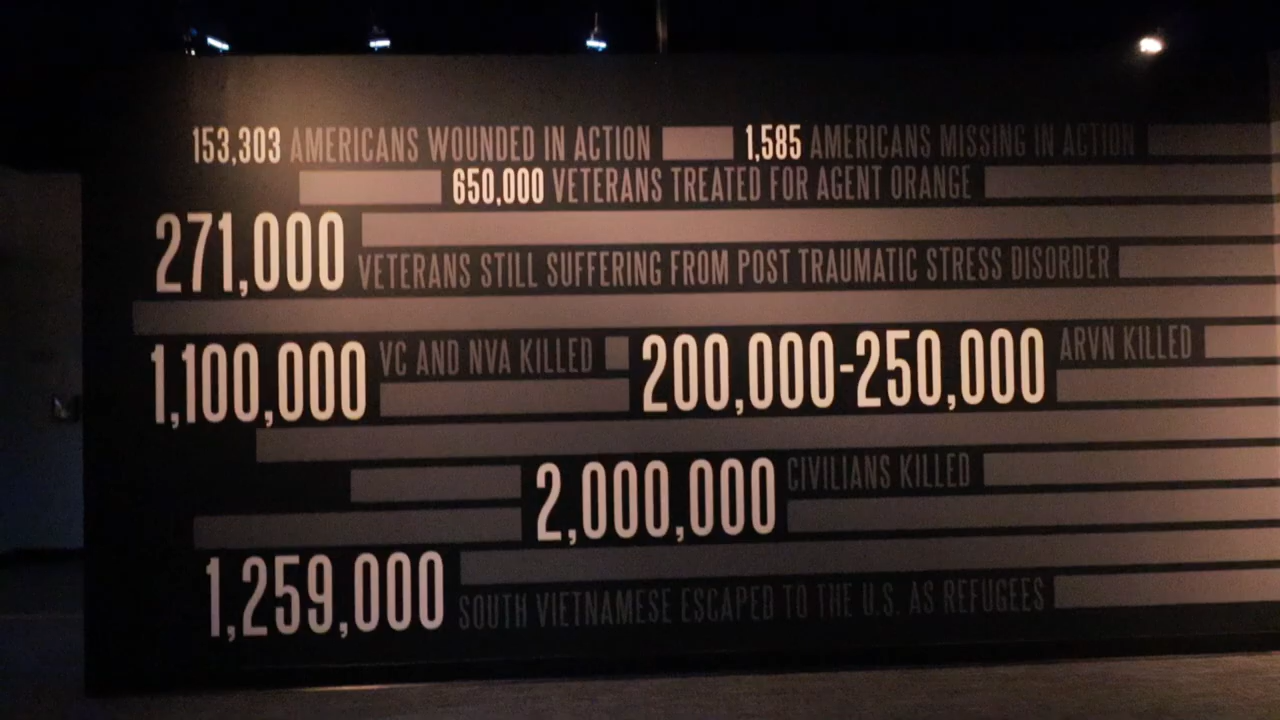 153,303 AMERICANS WOUNDED IN ACTION 1,585 AMERICANS MISSING IN ACTION
650,000 VETERANS TREATED FOR AGENT ORANGE
271,000 VETERANS STILL SUFFERING FROM POST TRAUMATIC STRESS DISORDER
1,100,000 VC AND NVA KILLED 200,000-250,000 ARVN KILLED
2,000,000 CIVILIANS KILLED
1,259,000 SOUTH VIETNAMESE ESCAPED TO THE U.S. AS REFUGEES